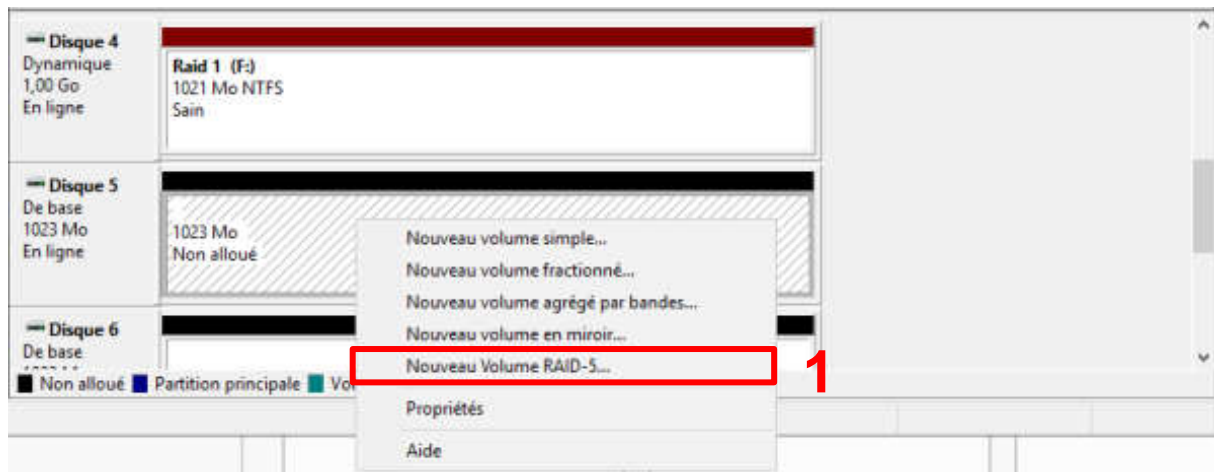 Disque 4
Dynamique
1,00 Go
En ligne
Raid 1 (F:)
1021 Mo NTFS
Sain
Disque 5
De base
1023 Mo
En ligne
1023 Mo
Non alloué
Nouveau volume simple...
Nouveau volume fractionné...
Nouveau volume agrégé par bandes...
Nouveau volume en miroir...
Nouveau Volume RAID-5...
1
Propriétés
Aide
Disque 6
De base
Non alloué Partition principale